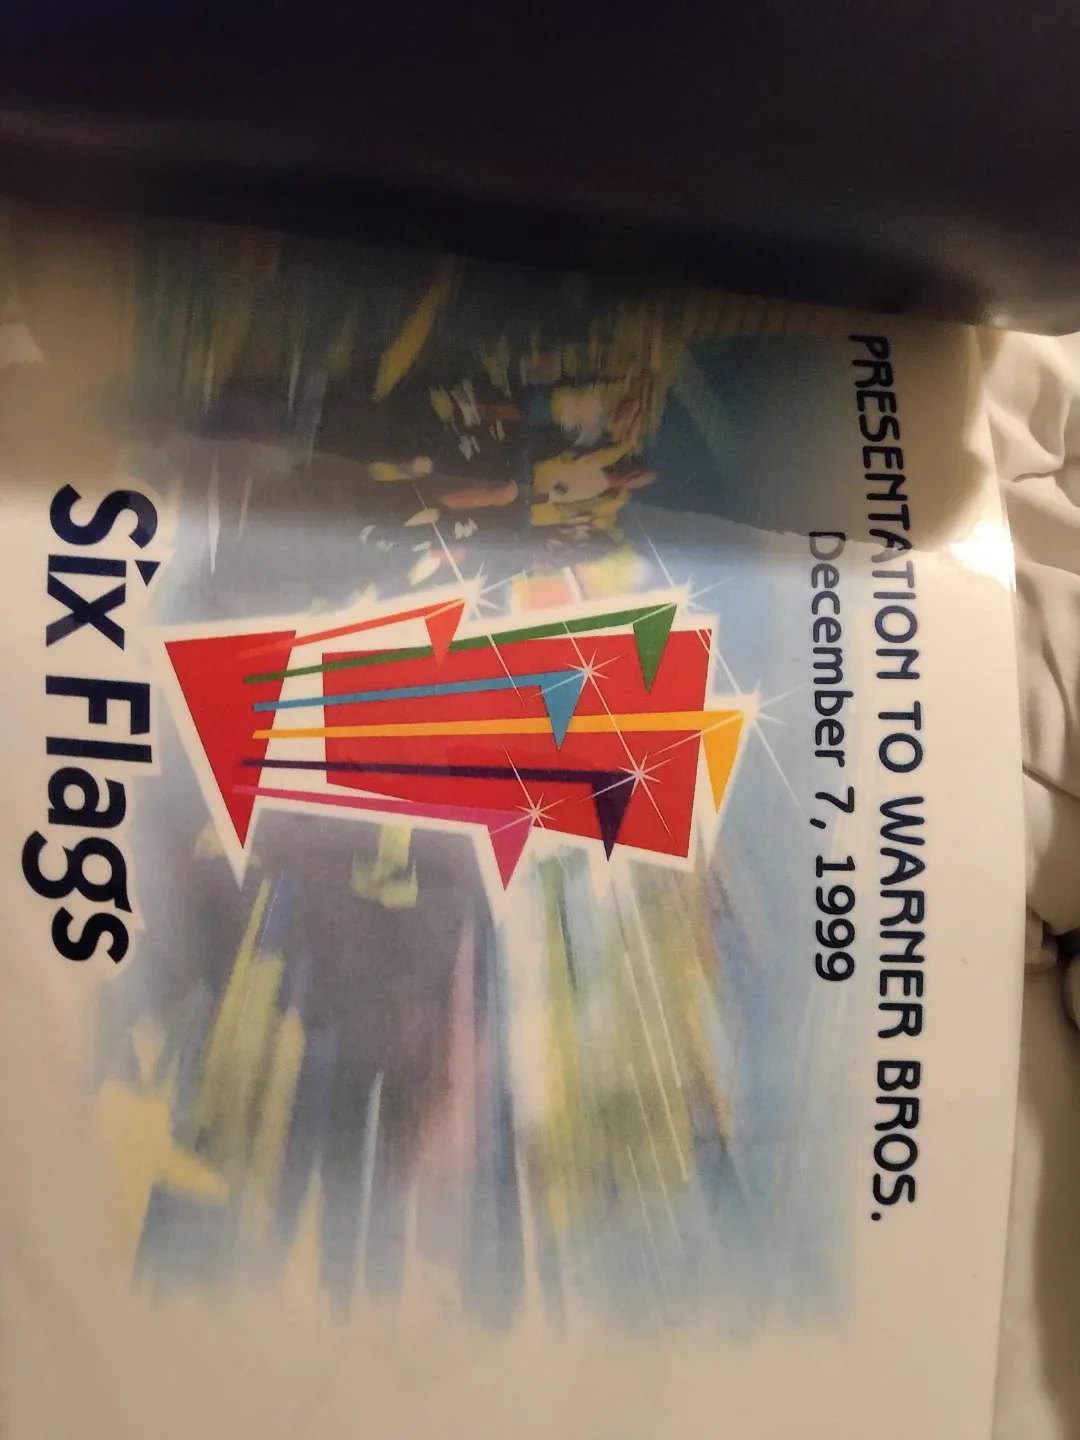 PRESENTATION TO WARNER BROS.
December 7, 1999
Six Flags